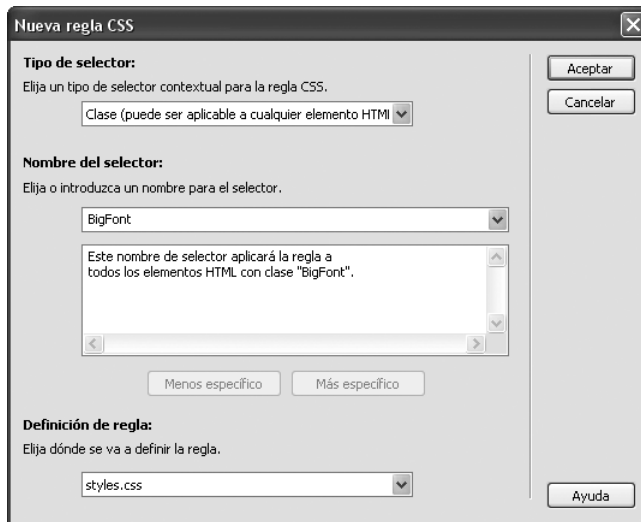 Nueva regla CSS
Tipo de selector:
Elija un tipo de selector contextual para la regla CSS.
Clase (puede ser aplicable a cualquier elemento HTMI
Nombre del selector:
Elija o introduzca un nombre para el selector.
BigFont
Este nombre de selector aplicará la regla a
todos los elementos HTML con clase "BigFont".
Menos específico
Más específico
Definición de regla:
Elija dónde se va a definir la regla.
styles.css
Aceptar
Cancelar
Ayuda